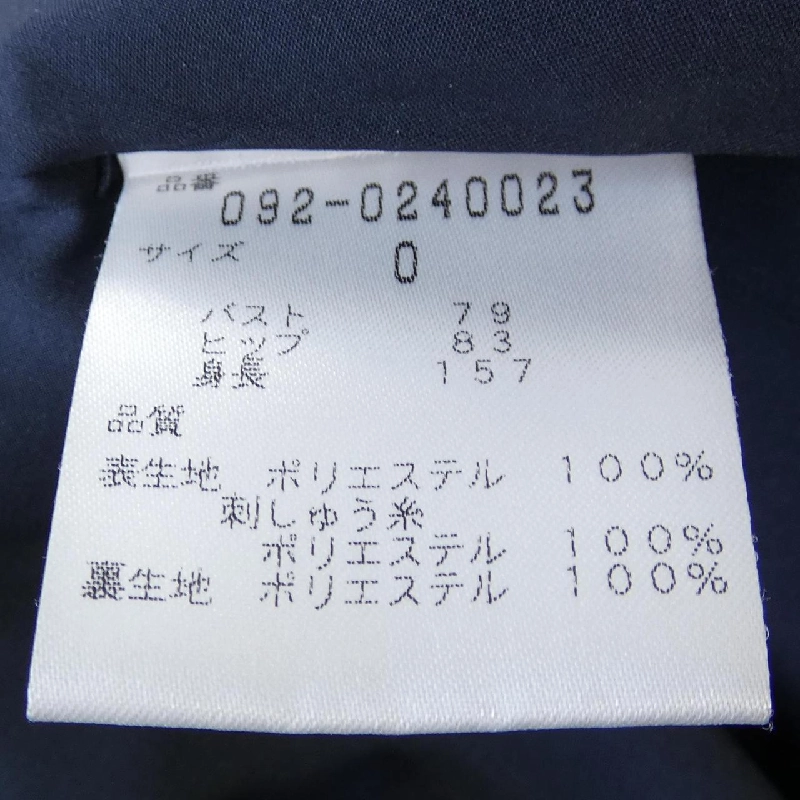 品番 092-0240023
サイズ 0
バスト 79
ヒップ 83
身長 157
品質
表生地 ポリエステル 100%
刺しゅう糸
ポリエステル 100%
裏生地 ポリエステル 100%